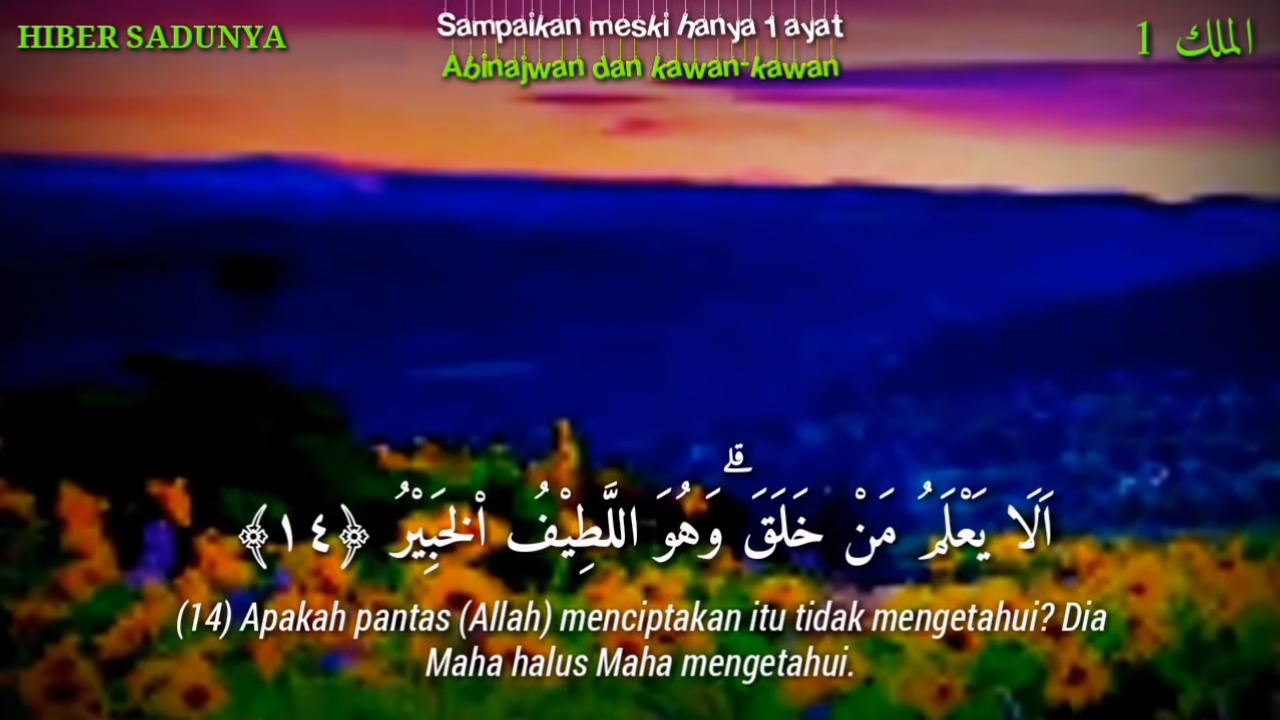 HIBER SADUNYA
Sampaikan meski hanya 1 ayat
Abinajwan dan kawan-kawan
الملك 1
اَلَا يَعْلَمُ مَنْ خَلَقَۗ وَهُوَ اللَّطِيْفُ اْلخَبِيْرُ ﴿١٤﴾
(14) Apakah pantas (Allah) menciptakan itu tidak mengetahui? Dia
Maha halus Maha mengetahui.